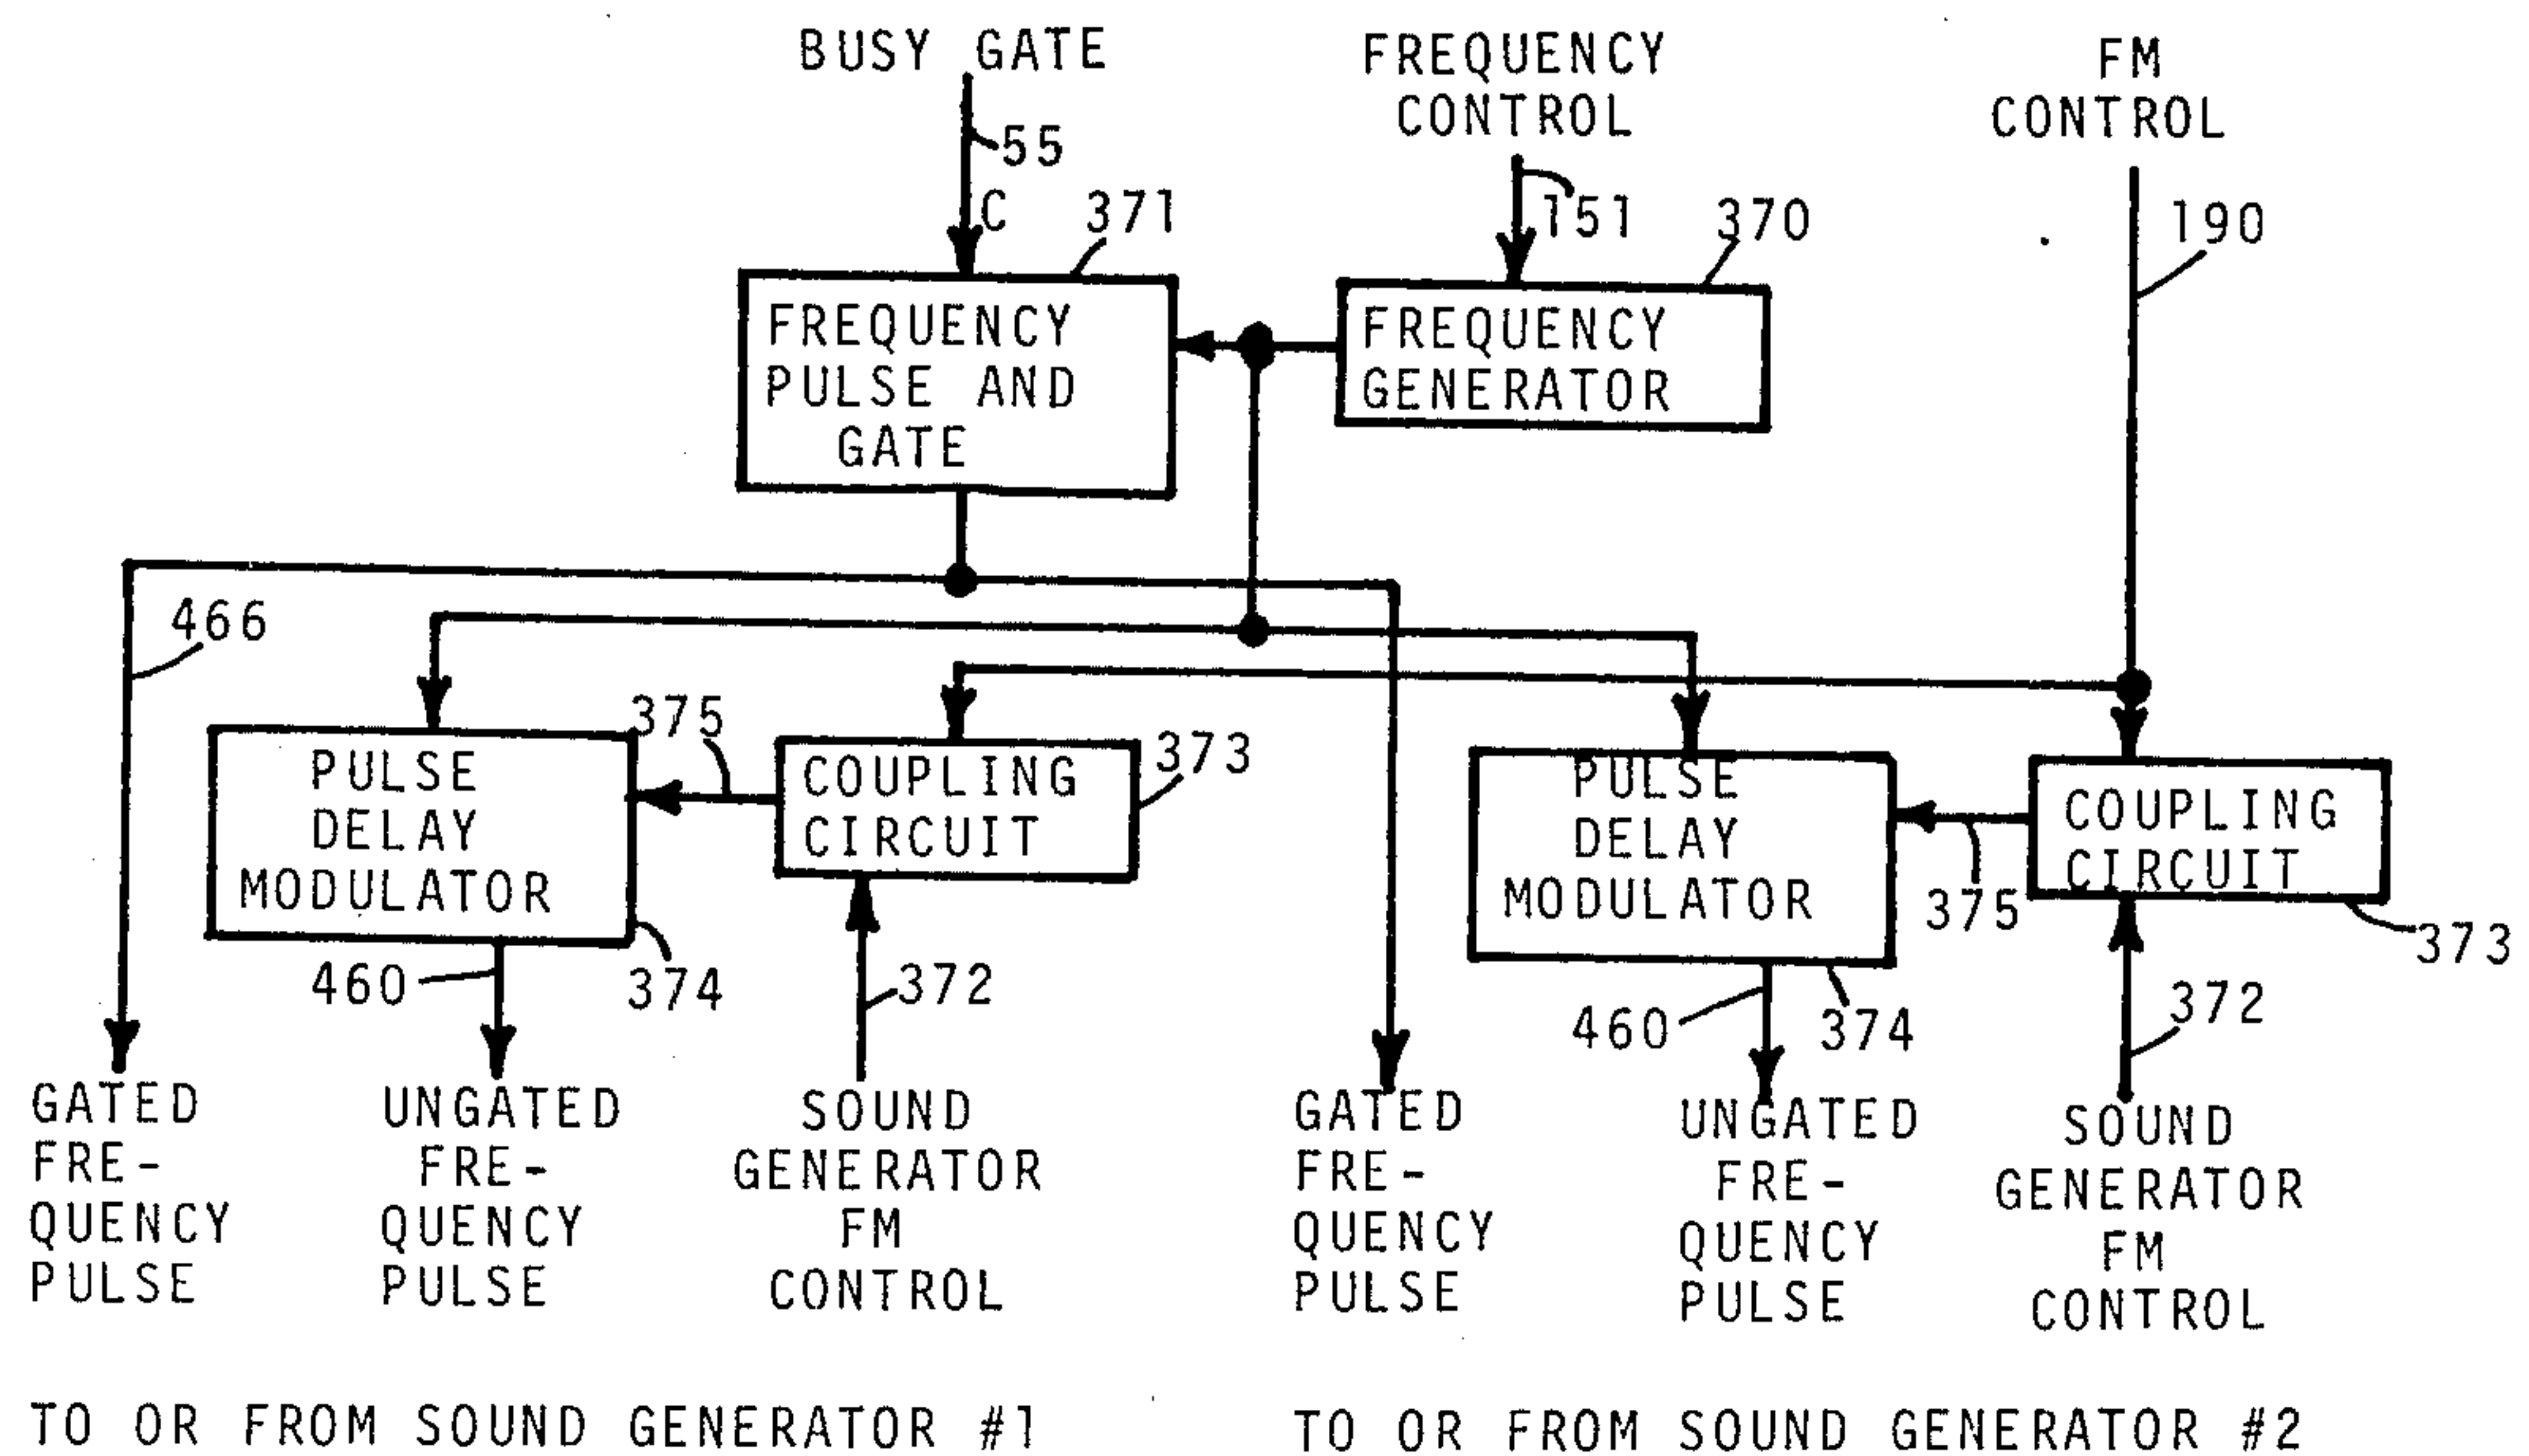 BUSY GATE
55
C
FREQUENCY
CONTROL
151
FM
CONTROL
190
371
FREQUENCY
PULSE AND
GATE
370
FREQUENCY
GENERATOR
466
PULSE
DELAY
MODULATOR
375
COUPLING
CIRCUIT
373
460
374
372
PULSE
DELAY
MODULATOR
375
COUPLING
CIRCUIT
373
460
374
372
GATED
FRE-
QUENCY
PULSE
UNGATED
FRE-
QUENCY
PULSE
SOUND
GENERATOR
FM
CONTROL
GATED
FRE-
QUENCY
PULSE
UNGATED
FRE-
QUENCY
PULSE
SOUND
GENERATOR
FM
CONTROL
TO OR FROM SOUND GENERATOR #1
TO OR FROM SOUND GENERATOR #2